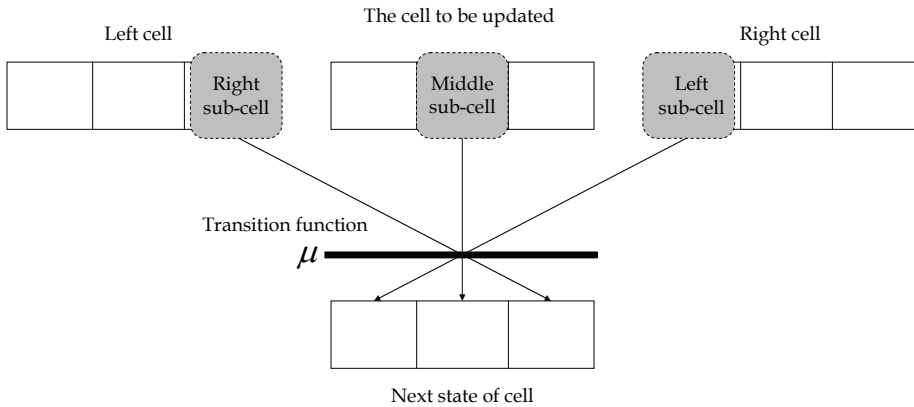 The cell to be updated
Left cell
Right cell
Right
sub-cell
Middle
sub-cell
Left
sub-cell
Transition function
μ
Next state of cell